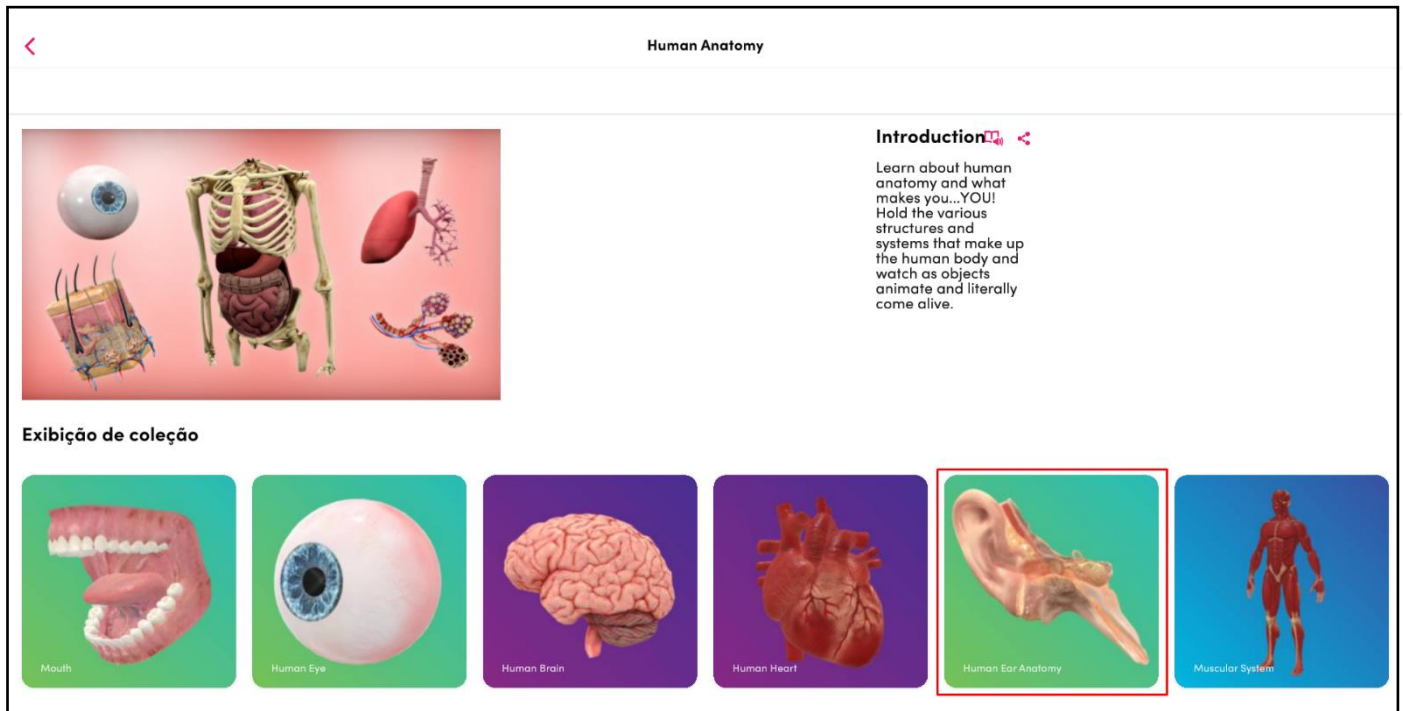 Human Anatomy
Introduction
Learn about human
anatomy and what
makes you...YOU!
Hold the various
structures and
systems that make up
the human body and
watch as objects
animate and literally
come alive.
Exibição de coleção
Mouth
Human Eye
Human Brain
Human Heart
Human Ear Anatomy
Muscular System